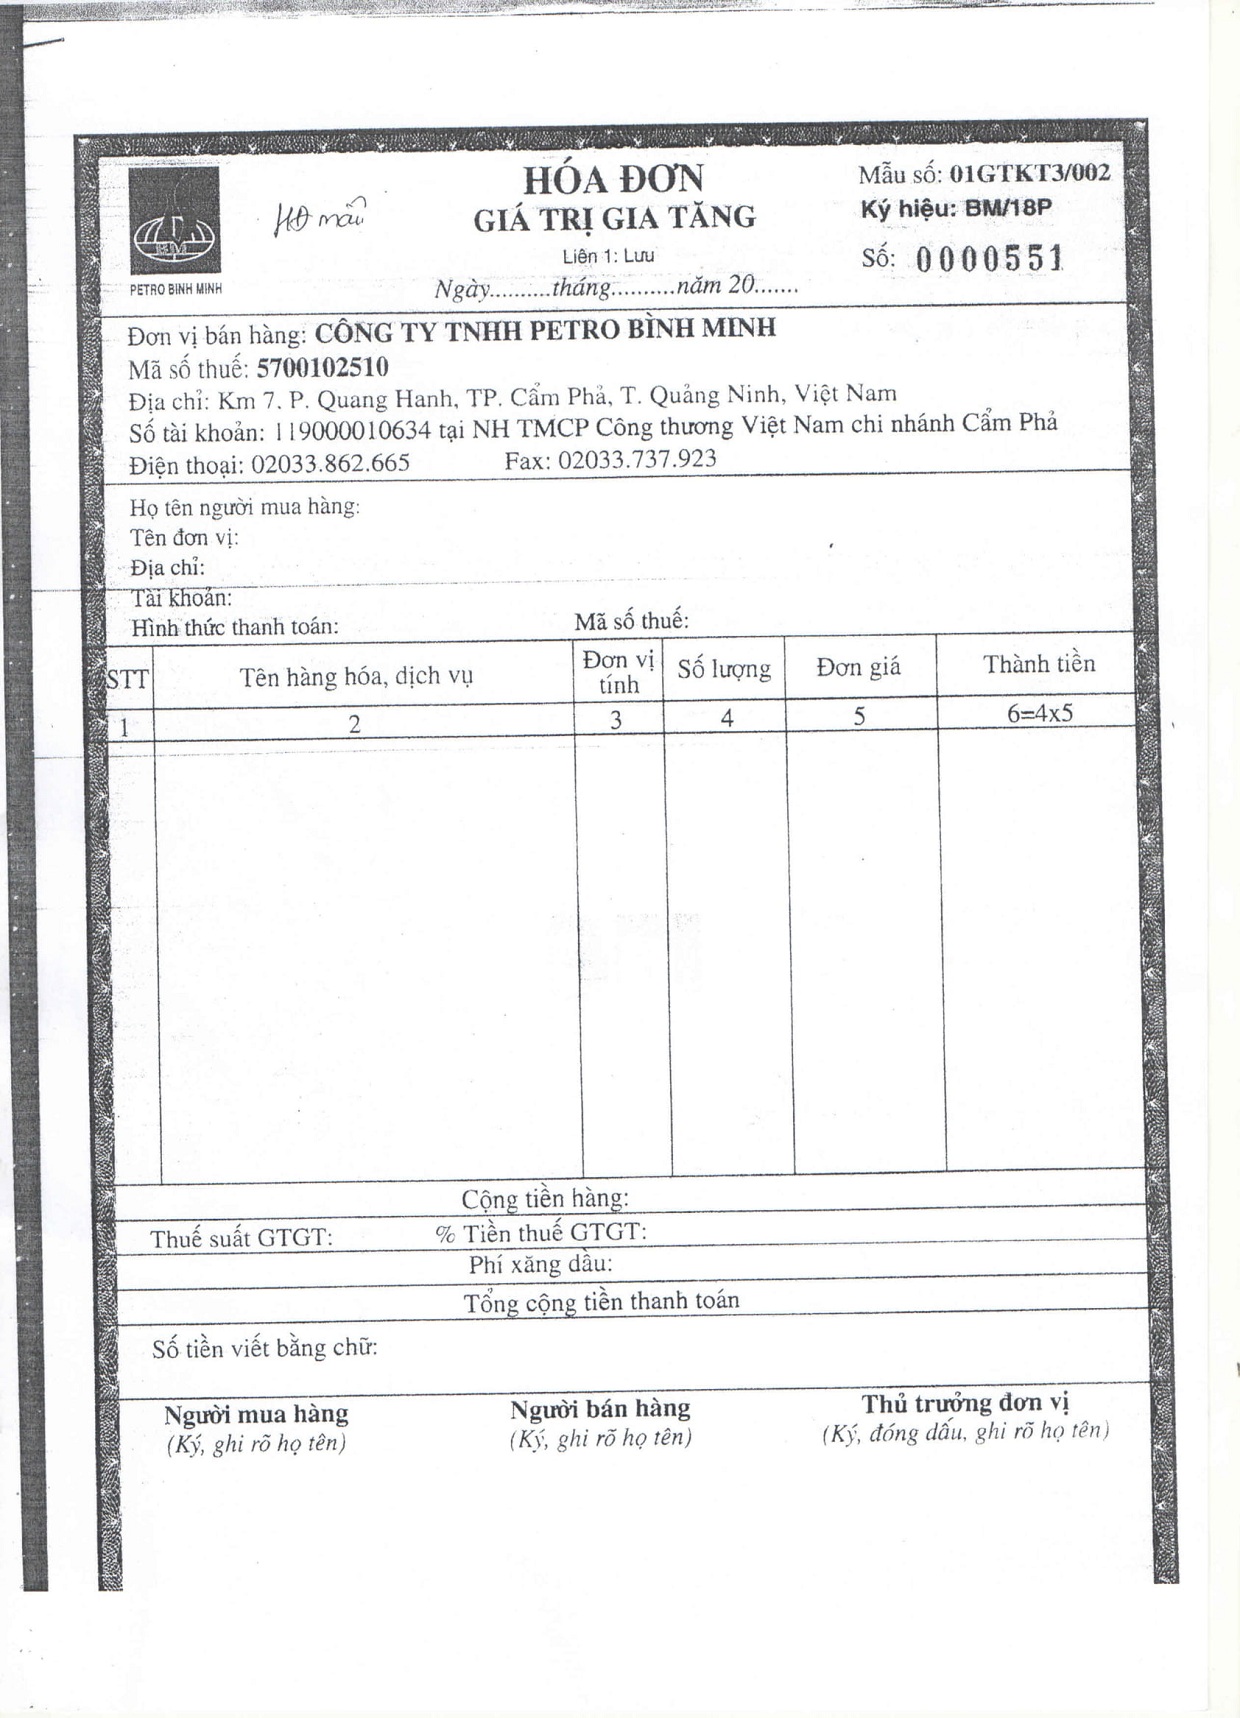 HÓA ĐƠN
GIÁ TRỊ GIA TĂNG
Liên 1: Lưu
Ngày..........tháng...........năm 20.......
HĐ mẫu
PETRO BINH MINH
Mẫu số: 01GTKT3/002
Ký hiệu: BM/18P
Số: 0000551
Đơn vị bán hàng: CÔNG TY TNHH PETRO BÌNH MINH
Mã số thuế: 5700102510
Địa chỉ: Km 7. P. Quang Hanh, TP. Cẩm Phả, T. Quảng Ninh, Việt Nam
Số tài khoản: 119000010634 tại NH TMCP Công thương Việt Nam chi nhánh Cẩm Phả
Điện thoại: 02033.862.665 Fax: 02033.737.923
Họ tên người mua hàng:
Tên đơn vị:
Địa chỉ:
Tài khoản:
Hình thức thanh toán: Mã số thuế:
STT Tên hàng hóa, dịch vụ Đơn vị tính Số lượng Đơn giá Thành tiền
1 2 3 4 5 6=4x5
Cộng tiền hàng:
Thuế suất GTGT: % Tiền thuế GTGT:
Phí xăng dầu:
Tổng cộng tiền thanh toán
Số tiền viết bằng chữ:
Người mua hàng Người bán hàng Thủ trưởng đơn vị
(Ký, ghi rõ họ tên) (Ký, ghi rõ họ tên) (Ký, đóng dấu, ghi rõ họ tên)